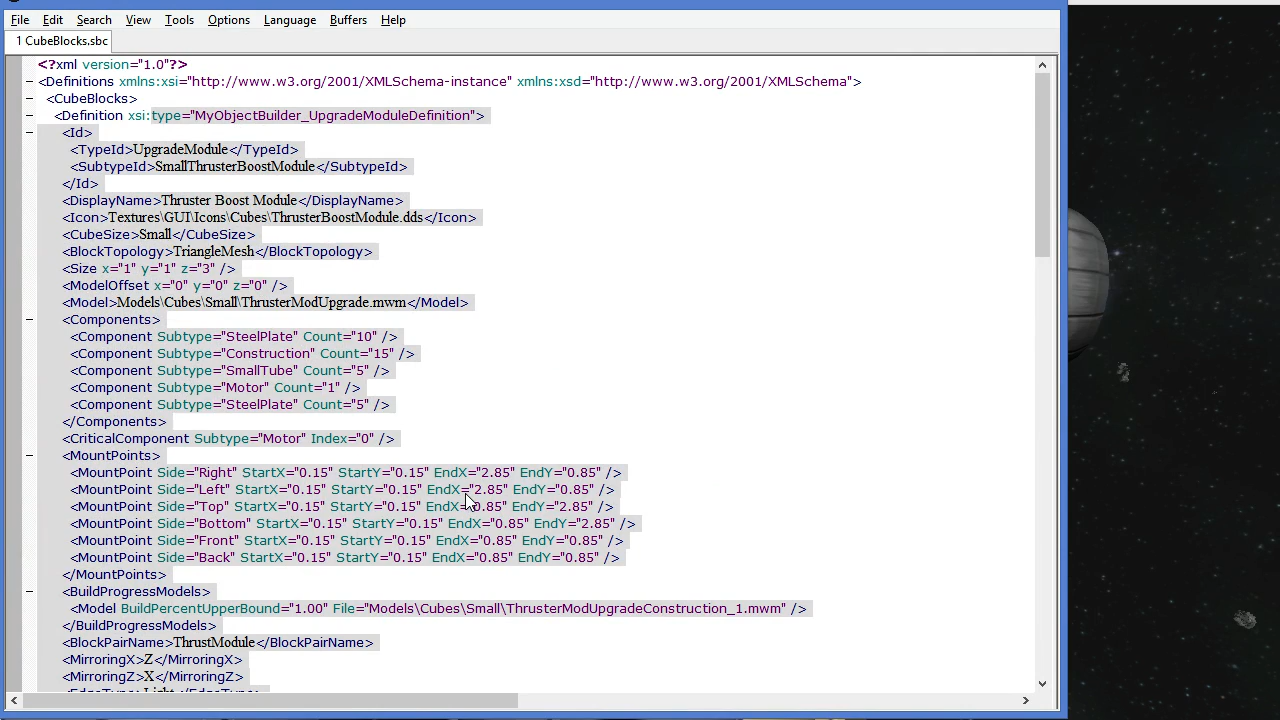 File Edit Search View Tools Options Language Buffers Help
1 CubeBlocks.sbc
<?xml version="1.0"?>
<Definitions xmlns:xsi="http://www.w3.org/2001/XMLSchema-instance" xmlns:xsd="http://www.w3.org/2001/XMLSchema">
<CubeBlocks>
<Definition xsi:type="MyObjectBuilder_UpgradeModuleDefinition">
<Id>
<TypeId>UpgradeModule</TypeId>
<SubtypeId>SmallThrusterBoostModule</SubtypeId>
</Id>
<DisplayName>Thruster Boost Module</DisplayName>
<Icon>Textures\GUI\Icons\Cubes\ThrusterBoostModule.dds</Icon>
<CubeSize>Small</CubeSize>
<BlockTopology>TriangleMesh</BlockTopology>
<Size x="1" y="1" z="3" />
<ModelOffset x="0" y="0" z="0" />
<Model>Models\Cubes\Small\ThrusterModUpgrade.mwm</Model>
<Components>
<Component Subtype="SteelPlate" Count="10" />
<Component Subtype="Construction" Count="15" />
<Component Subtype="SmallTube" Count="5" />
<Component Subtype="Motor" Count="1" />
<Component Subtype="SteelPlate" Count="5" />
</Components>
<CriticalComponent Subtype="Motor" Index="0" />
<MountPoints>
<MountPoint Side="Right" StartX="0.15" StartY="0.15" EndX="2.85" EndY="0.85" />
<MountPoint Side="Left" StartX="0.15" StartY="0.15" EndX="2.85" EndY="0.85" />
<MountPoint Side="Top" StartX="0.15" StartY="0.15" EndX="0.85" EndY="2.85" />
<MountPoint Side="Bottom" StartX="0.15" StartY="0.15" EndX="0.85" EndY="2.85" />
<MountPoint Side="Front" StartX="0.15" StartY="0.15" EndX="0.85" EndY="0.85" />
<MountPoint Side="Back" StartX="0.15" StartY="0.15" EndX="0.85" EndY="0.85" />
</MountPoints>
<BuildProgressModels>
<Model BuildPercentUpperBound="1.00" File="Models\Cubes\Small\ThrusterModUpgradeConstruction_1.mwm" />
</BuildProgressModels>
<BlockPairName>ThrustModule</BlockPairName>
<MirroringX>Z</MirroringX>
<MirroringZ>X</MirroringZ>
<EdgeType>Light</EdgeType>